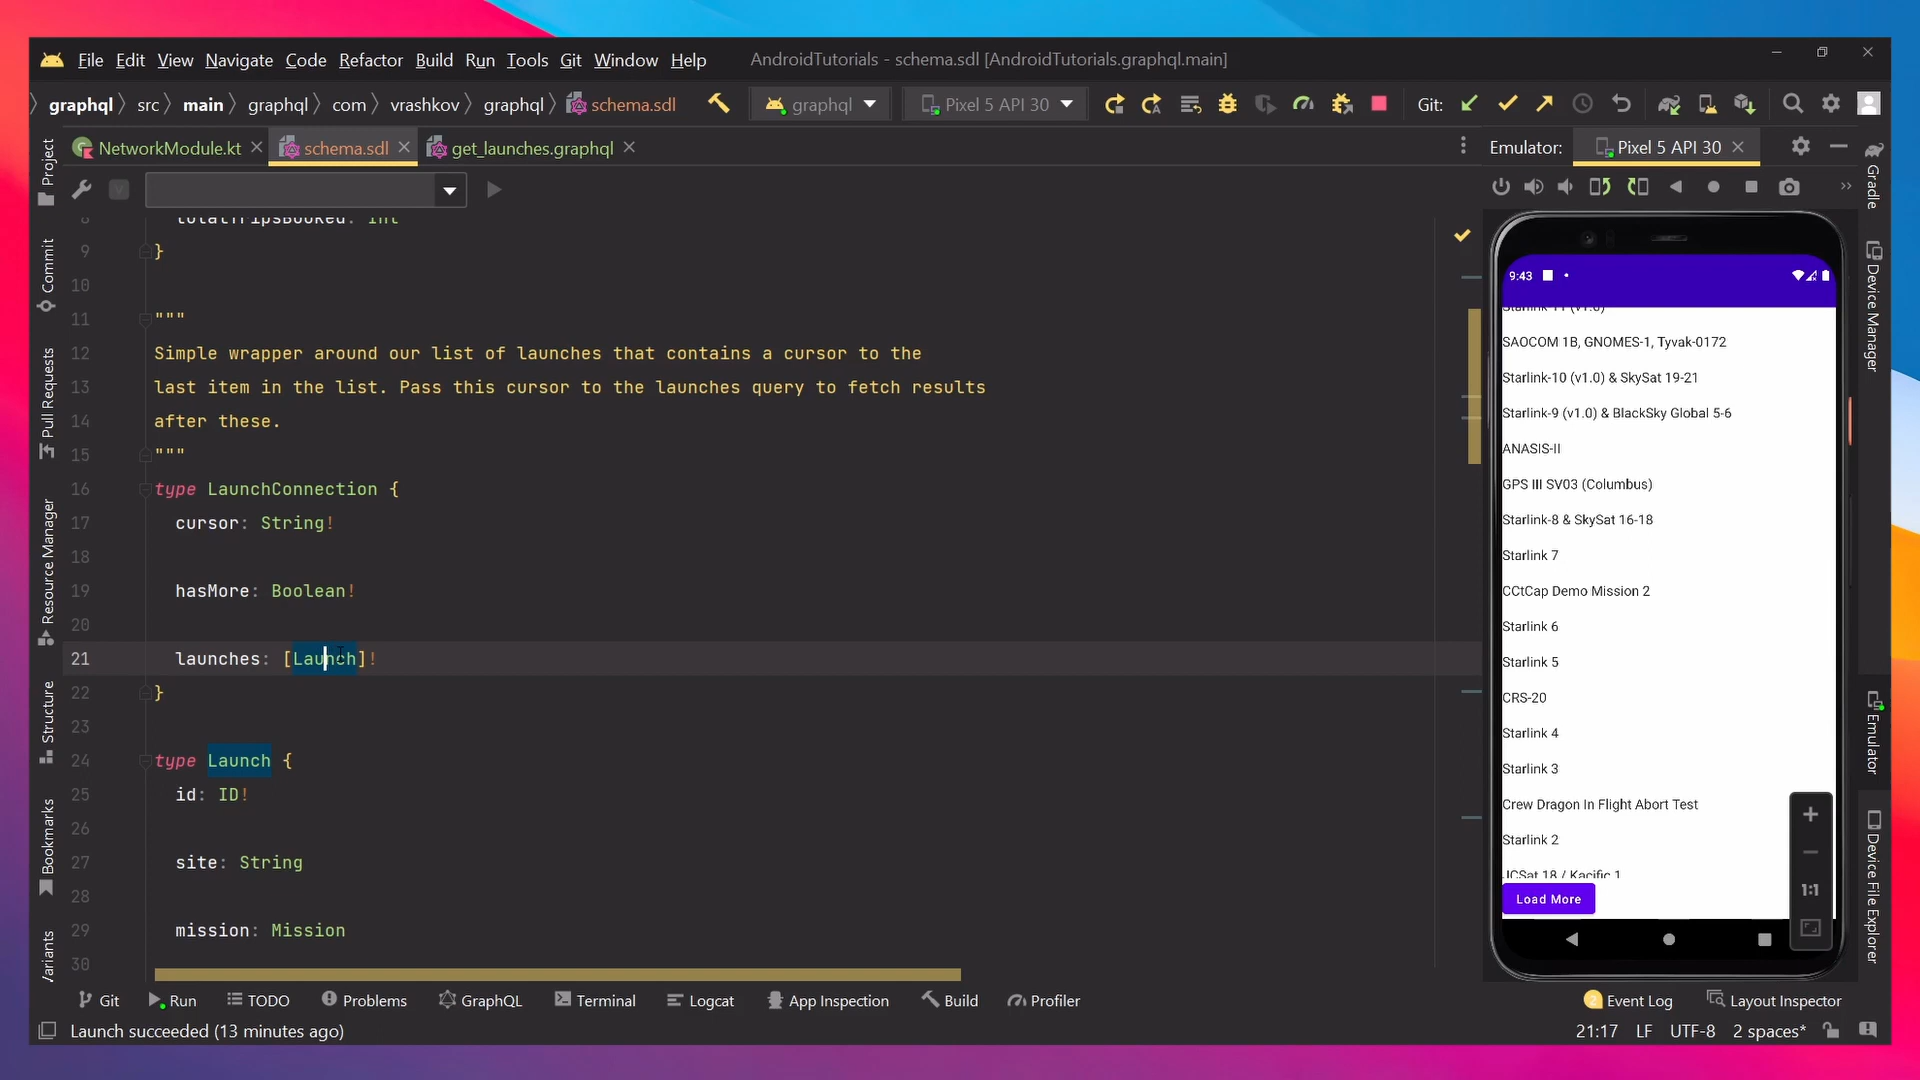 File Edit View Navigate Code Refactor Build Run Tools Git Window Help AndroidTutorials - schema.sdl [AndroidTutorials.graphql.main]
graphql src main graphql com vrashkov graphql schema.sdl graphql Pixel 5 API 30 Git:
NetworkModule.kt schema.sdl get_launches.graphql Emulator: Pixel 5 API 30
Project
Commit
Pull Requests
Resource Manager
Structure
Bookmarks
8 totalTripsBooked: Int
9 }
10
11 """
12 Simple wrapper around our list of launches that contains a cursor to the
13 last item in the list. Pass this cursor to the launches query to fetch results
14 after these.
15 """
16 type LaunchConnection {
17 cursor: String!
18
19 hasMore: Boolean!
20
21 launches: [Launch]!
22 }
23
24 type Launch {
25 id: ID!
26
27 site: String
28
29 mission: Mission
30
9:43
SAOCOM 1B, GNOMES-1, Tyvak-0172
Starlink-10 (v1.0) & SkySat 19-21
Starlink-9 (v1.0) & BlackSky Global 5-6
ANASIS-II
GPS III SV03 (Columbus)
Starlink-8 & SkySat 16-18
Starlink 7
CCtCap Demo Mission 2
Starlink 6
Starlink 5
CRS-20
Starlink 4
Starlink 3
Crew Dragon In Flight Abort Test
Starlink 2
JCSat 18 / Kacific 1
Load More
1:1
Gradle
Device Manager
Emulator
Device File Explorer
Git Run TODO Problems GraphQL Terminal Logcat App Inspection Build Profiler 2 Event Log Layout Inspector
Launch succeeded (13 minutes ago) 21:17 LF UTF-8 2 spaces*